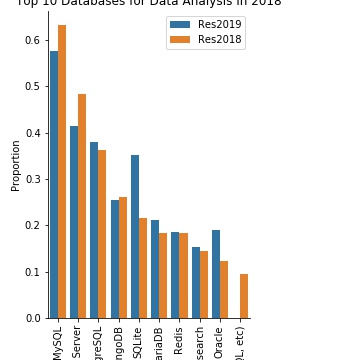 Top 10 Databases for Data Analysis in 2018
Res2019
Res2018
Proportion
0.6
0.5
0.4
0.3
0.2
0.1
0.0
MySQL
Server
greSQL
ngoDB
SQLite
ariaDB
Redis
search
Oracle
QL, etc)